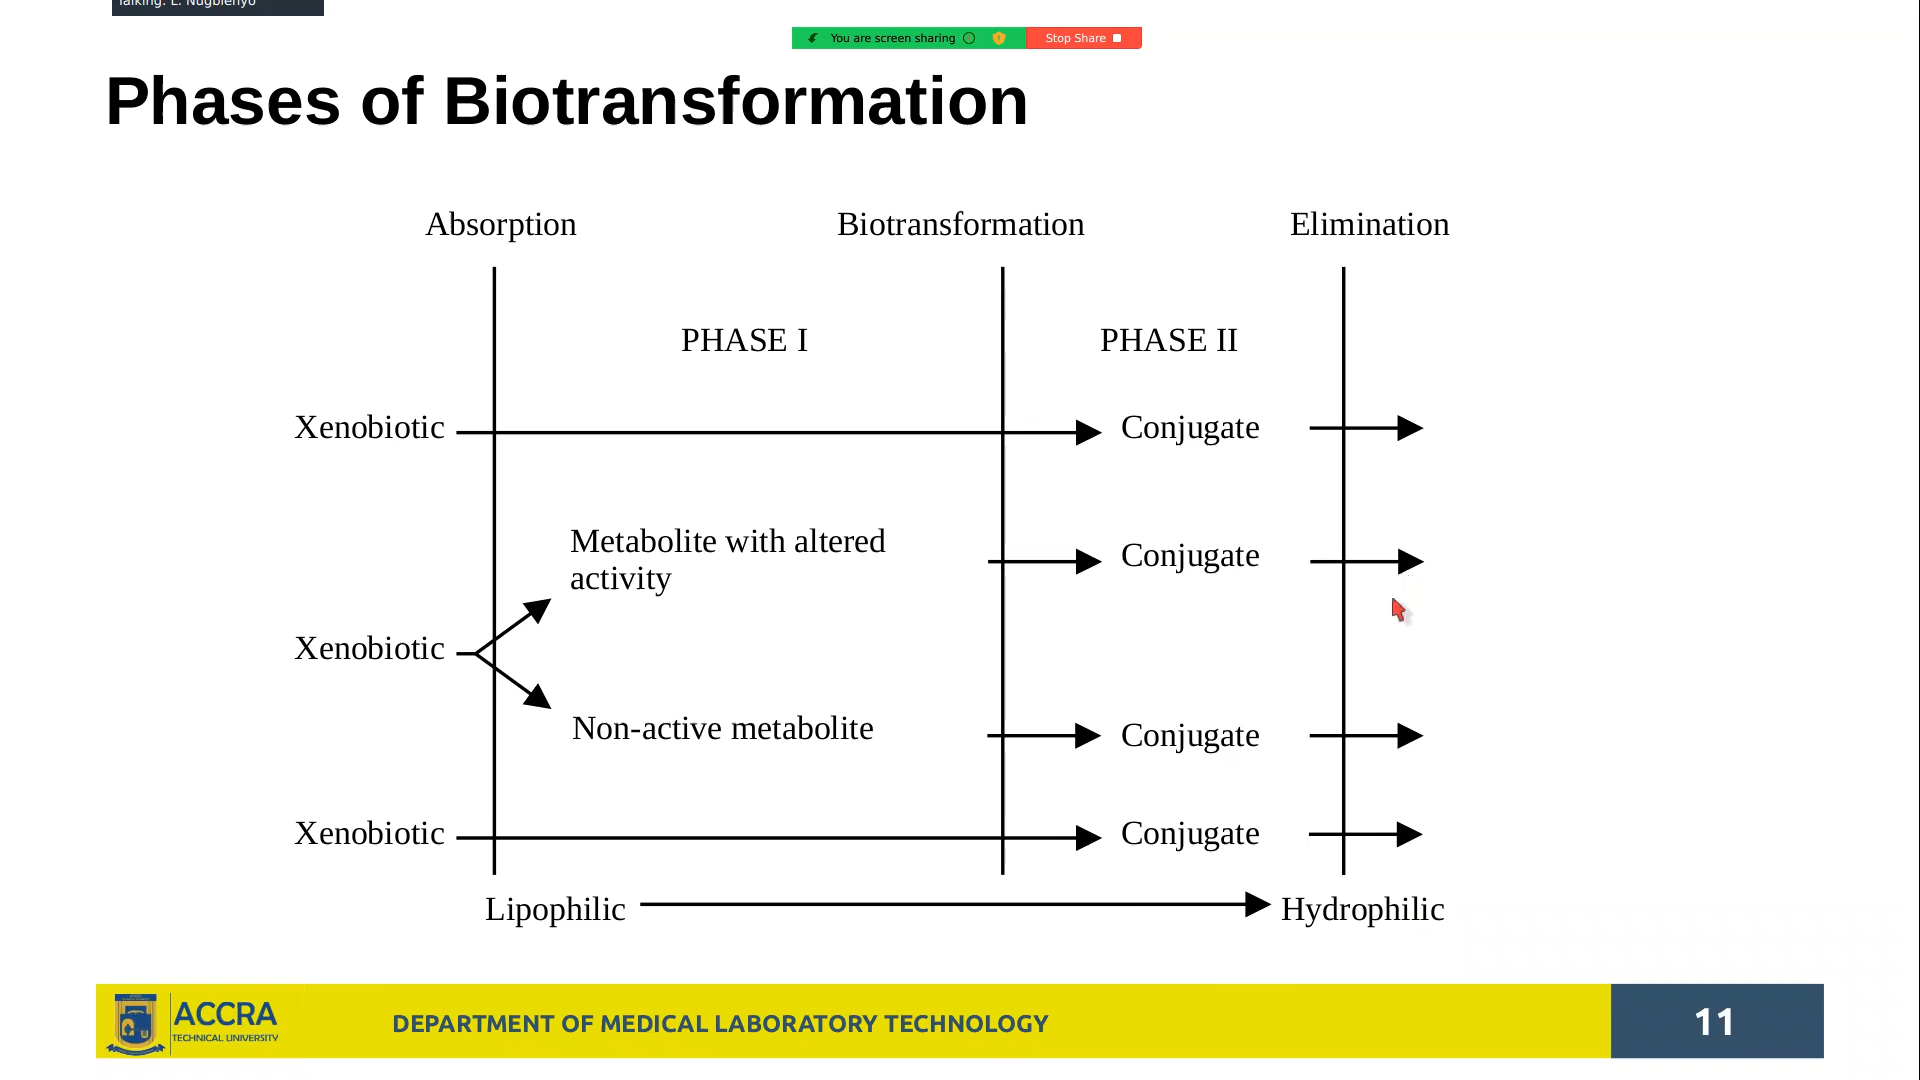 Talking: L. Nugblenyo
You are screen sharing
Stop Share
Phases of Biotransformation
Absorption
Biotransformation
Elimination
PHASE I
PHASE II
Xenobiotic
Conjugate
Metabolite with altered
activity
Conjugate
Xenobiotic
Non-active metabolite
Conjugate
Xenobiotic
Conjugate
Lipophilic
Hydrophilic
ACCRA
TECHNICAL UNIVERSITY
DEPARTMENT OF MEDICAL LABORATORY TECHNOLOGY
11